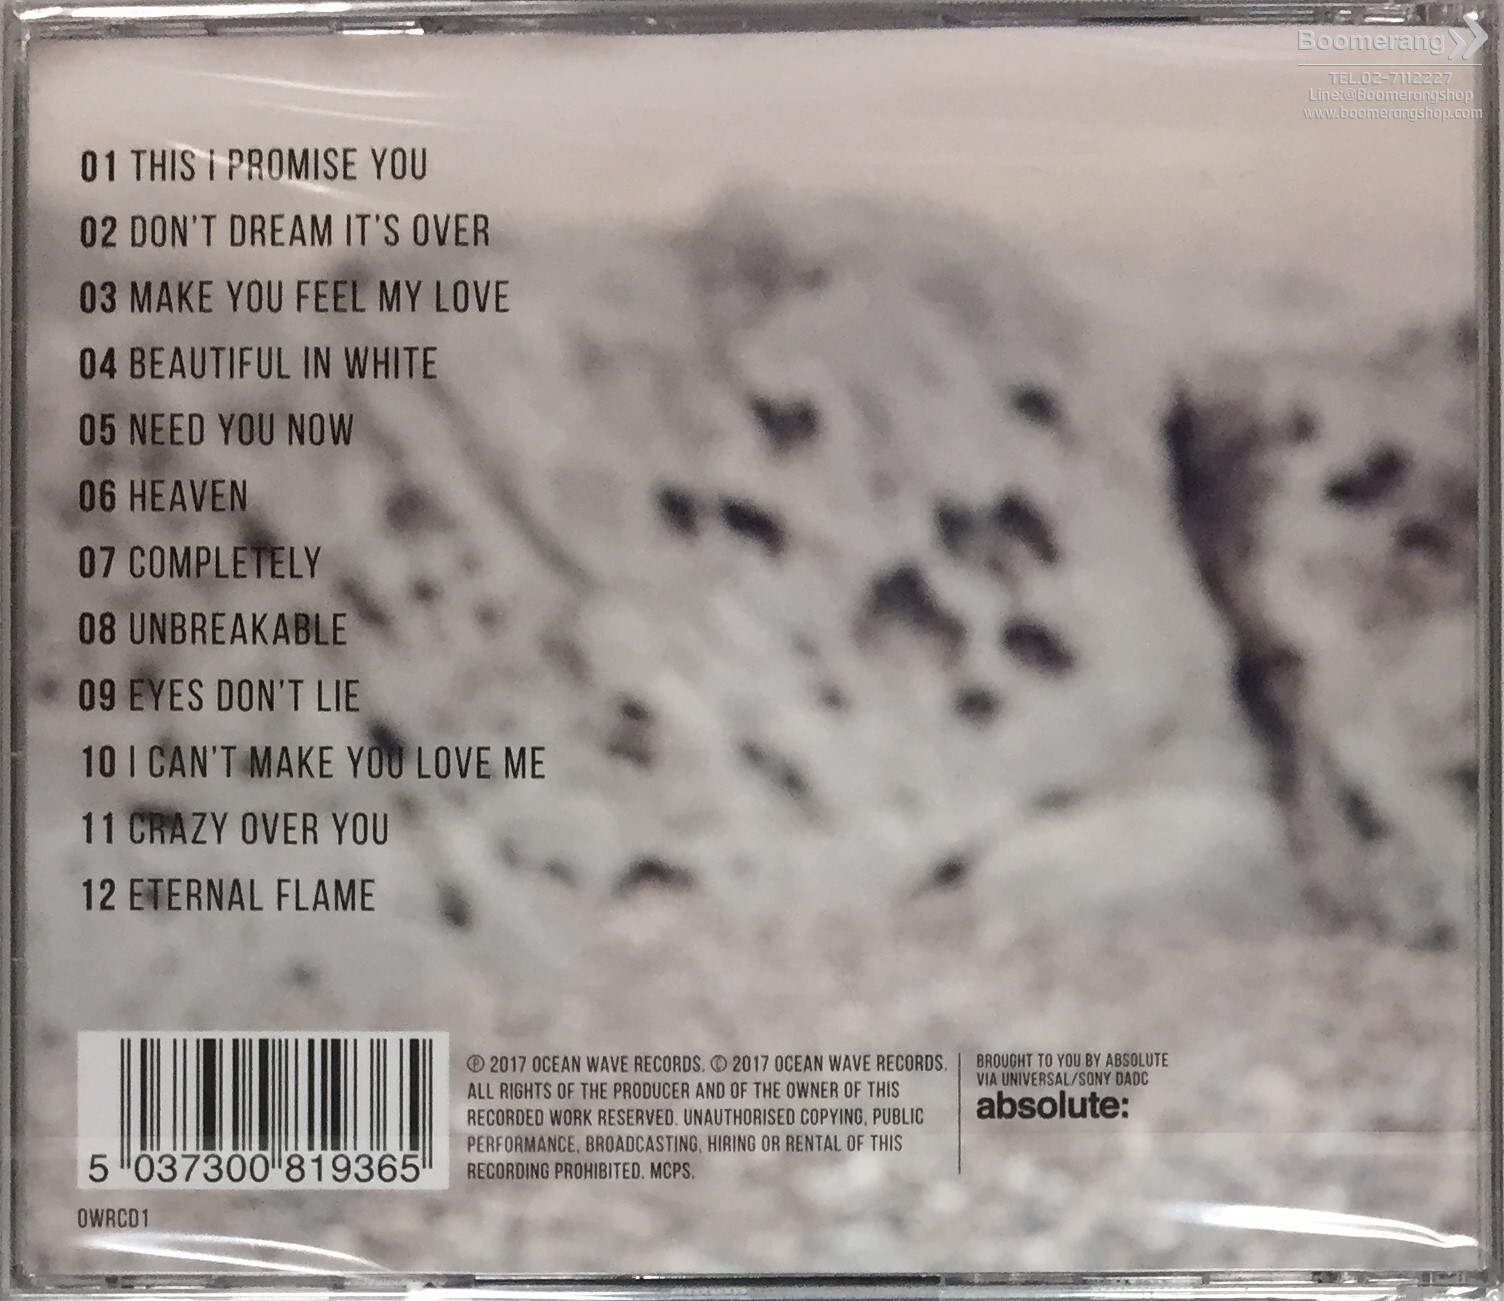 Boomerang
TEL.02-7112227
Line:@Boomerangshop
www.boomerangshop.com
01 THIS I PROMISE YOU
02 DON'T DREAM IT'S OVER
03 MAKE YOU FEEL MY LOVE
04 BEAUTIFUL IN WHITE
05 NEED YOU NOW
06 HEAVEN
07 COMPLETELY
08 UNBREAKABLE
09 EYES DON'T LIE
10 I CAN'T MAKE YOU LOVE ME
11 CRAZY OVER YOU
12 ETERNAL FLAME
5 037300 819365
OWRCD1
℗ 2017 OCEAN WAVE RECORDS. © 2017 OCEAN WAVE RECORDS.
ALL RIGHTS OF THE PRODUCER AND OF THE OWNER OF THIS
RECORDED WORK RESERVED. UNAUTHORISED COPYING, PUBLIC
PERFORMANCE, BROADCASTING, HIRING OR RENTAL OF THIS
RECORDING PROHIBITED. MCPS.
BROUGHT TO YOU BY ABSOLUTE
VIA UNIVERSAL/SONY DADC
absolute: